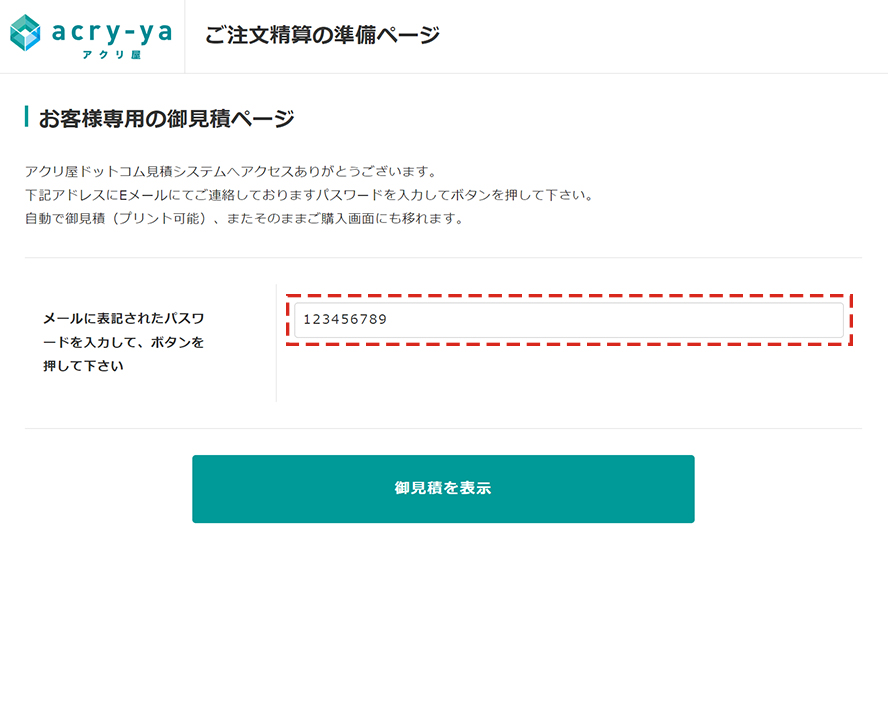 acry-ya
アクリ屋
ご注文精算の準備ページ
お客様専用の御見積ページ
アクリ屋ドットコム見積システムへアクセスありがとうございます。
下記アドレスにEメールにてご連絡しておりますパスワードを入力してボタンを押して下さい。
自動で御見積（プリント可能）、またそのままご購入画面にも移れます。
メールに表記されたパスワ
ードを入力して、ボタンを
押して下さい
123456789
御見積を表示